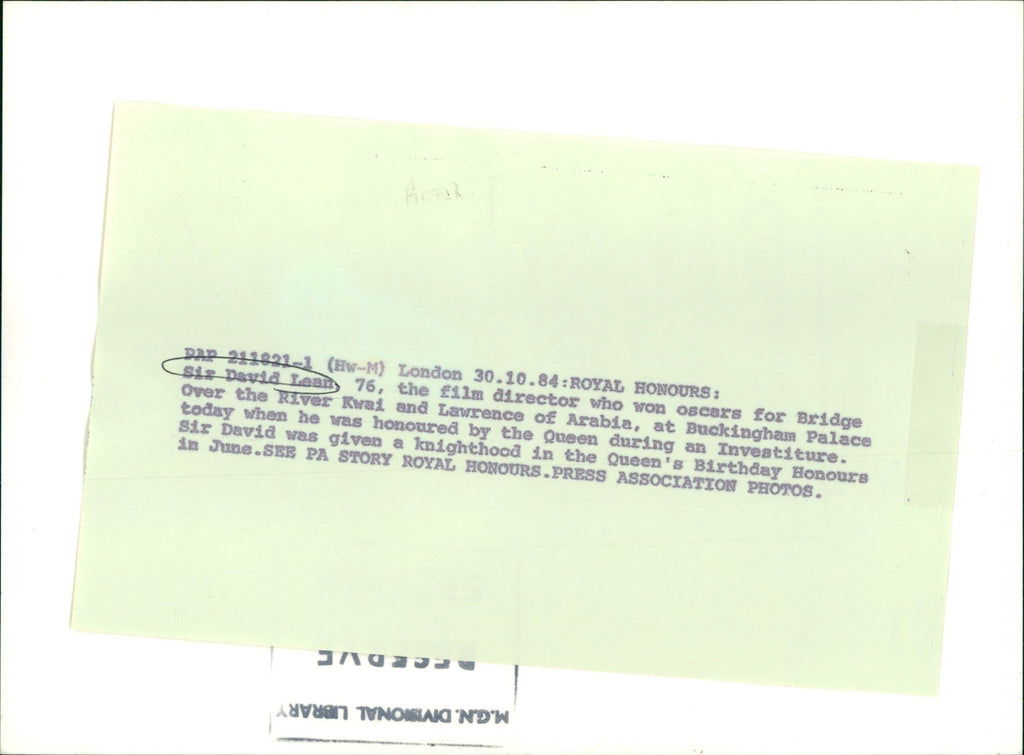 PAP 211821-1 (Hw-M) London 30.10.84:ROYAL HONOURS:
Sir David Lean, 76, the film director who won oscars for Bridge
Over the River Kwai and Lawrence of Arabia, at Buckingham Palace
today when he was honoured by the Queen during an Investiture.
Sir David was given a knighthood in the Queen's Birthday Honours
in June.SEE PA STORY ROYAL HONOURS.PRESS ASSOCIATION PHOTOS.
RESERVE
M.G.N. DIVISIONAL LIBRARY